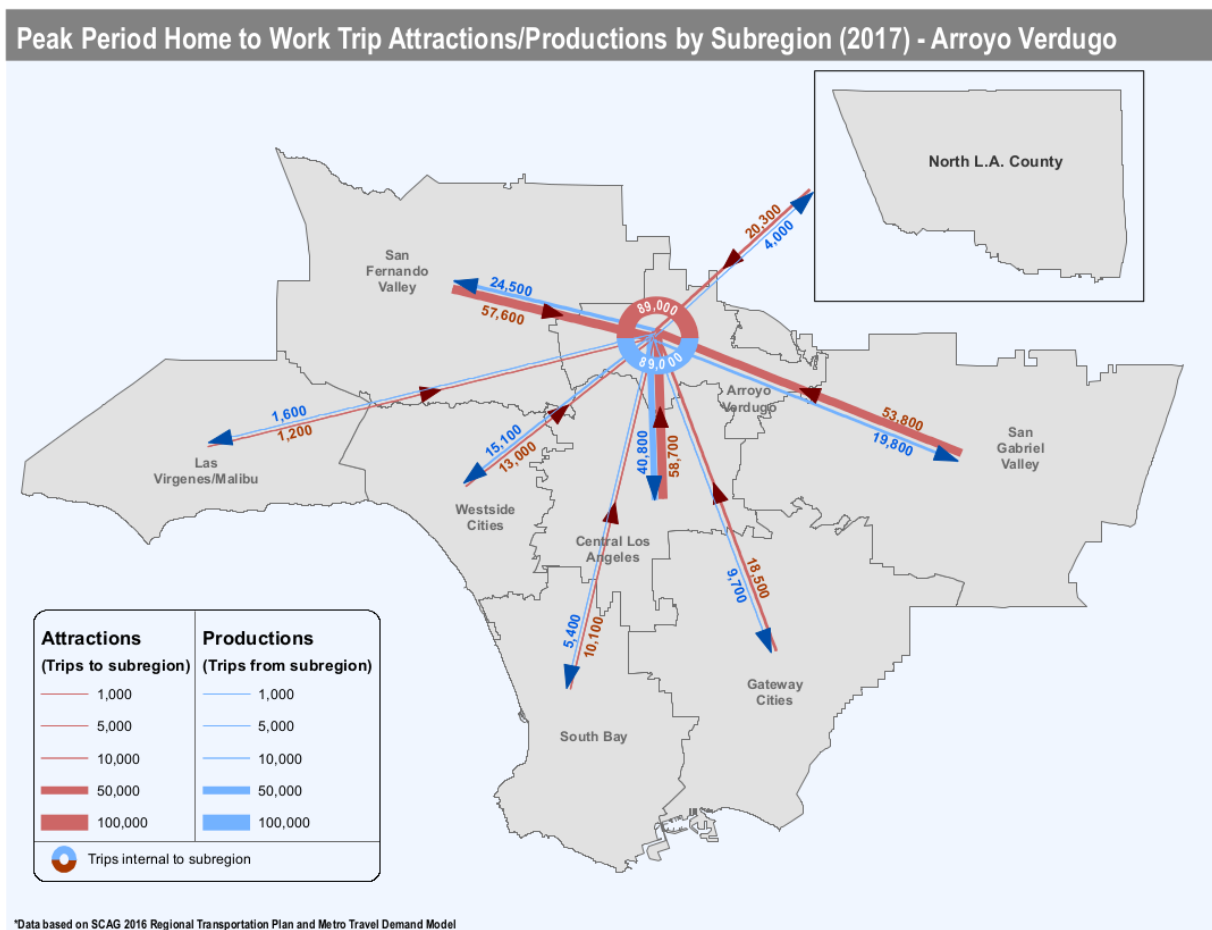 Peak Period Home to Work Trip Attractions/Productions by Subregion (2017) - Arroyo Verdugo
North L.A. County
20,300
4,000
San
Fernando
Valley
24,500
57,600
89,000
89,000
Arroyo
Verdugo
53,800
19,800
San
Gabriel
Valley
1,600
1,200
Las
Virgenes/Malibu
15,100
13,000
Westside
Cities
40,800
58,700
Central Los
Angeles
18,500
9,700
5,400
10,100
Gateway
Cities
South Bay
Attractions
(Trips to subregion)
1,000
5,000
10,000
50,000
100,000
Productions
(Trips from subregion)
1,000
5,000
10,000
50,000
100,000
Trips internal to subregion
*Data based on SCAG 2016 Regional Transportation Plan and Metro Travel Demand Model